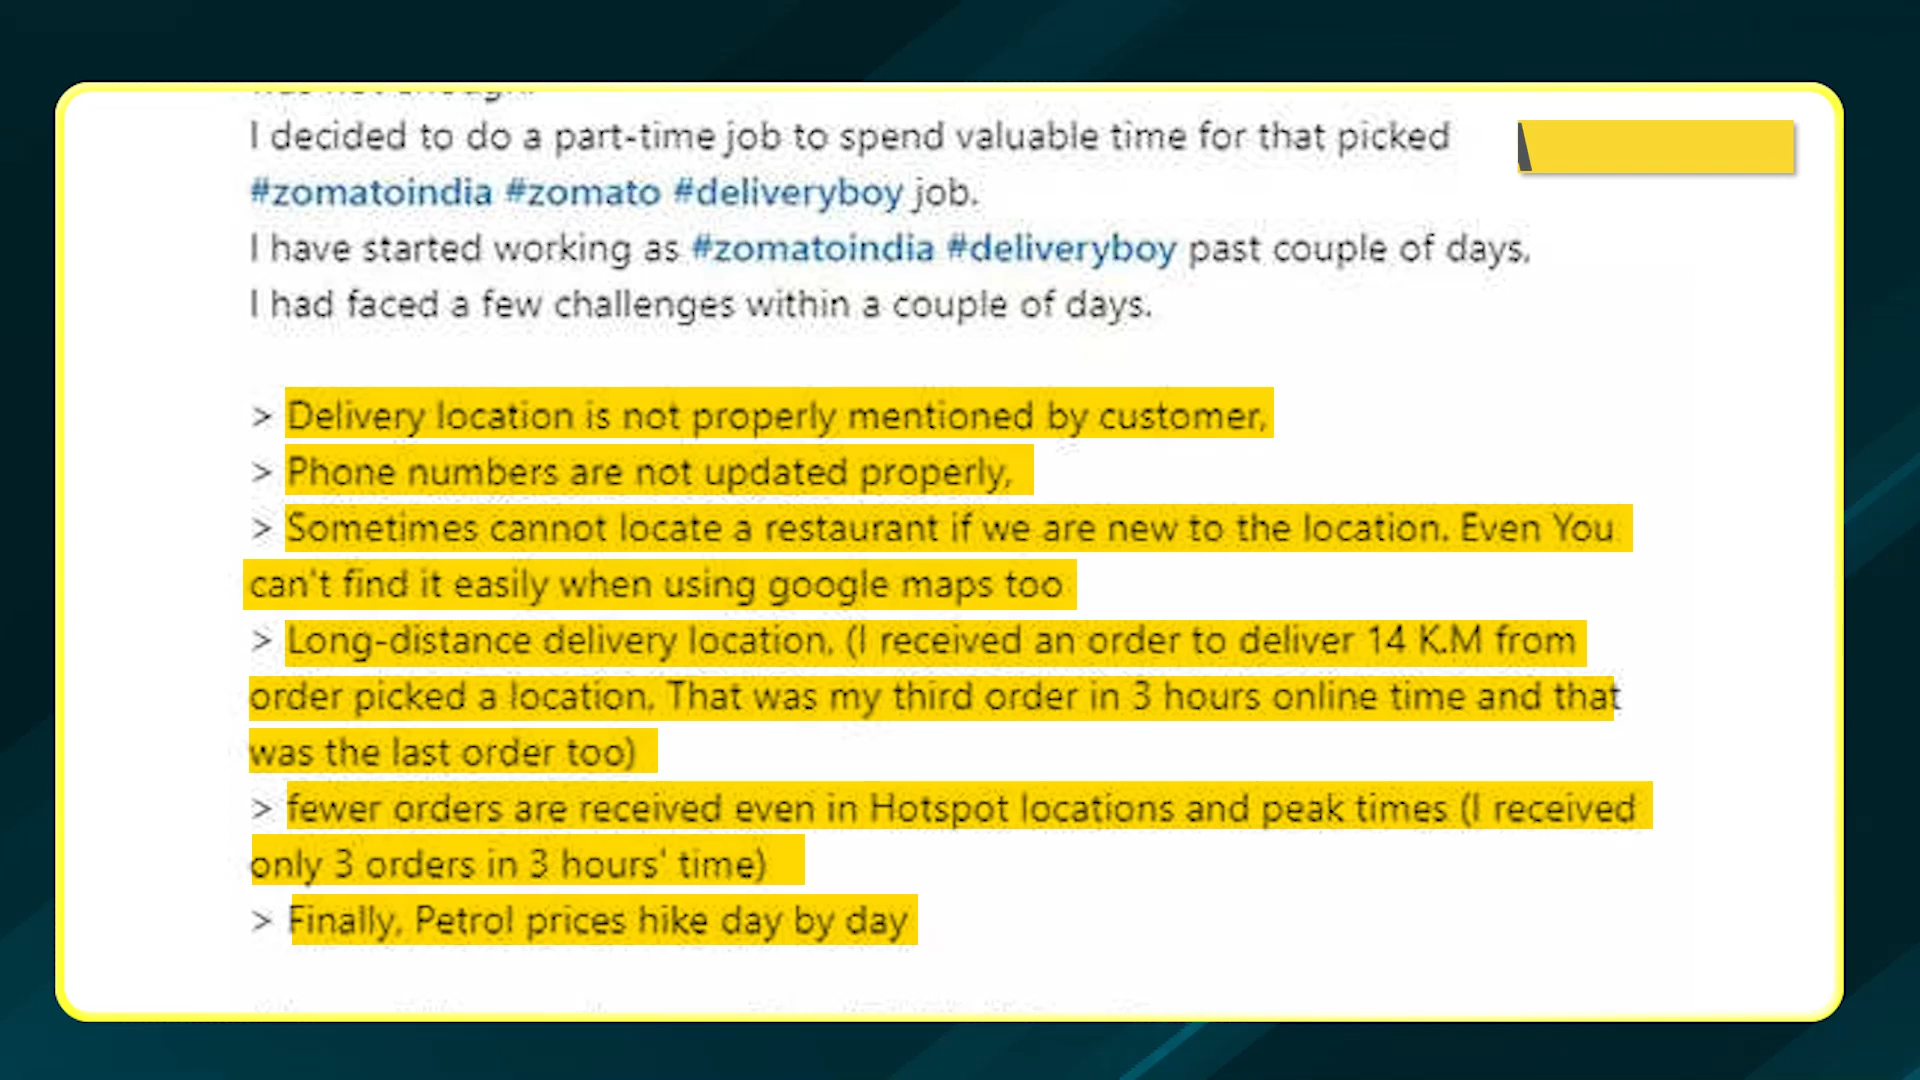 I decided to do a part-time job to spend valuable time for that picked
#zomatoindia #zomato #deliveryboy job.
I have started working as #zomatoindia #deliveryboy past couple of days,
I had faced a few challenges within a couple of days.
> Delivery location is not properly mentioned by customer,
> Phone numbers are not updated properly,
> Sometimes cannot locate a restaurant if we are new to the location. Even You
can't find it easily when using google maps too
> Long-distance delivery location, (I received an order to deliver 14 K.M from
order picked a location. That was my third order in 3 hours online time and that
was the last order too)
> fewer orders are received even in Hotspot locations and peak times (I received
only 3 orders in 3 hours' time)
> Finally, Petrol prices hike day by day